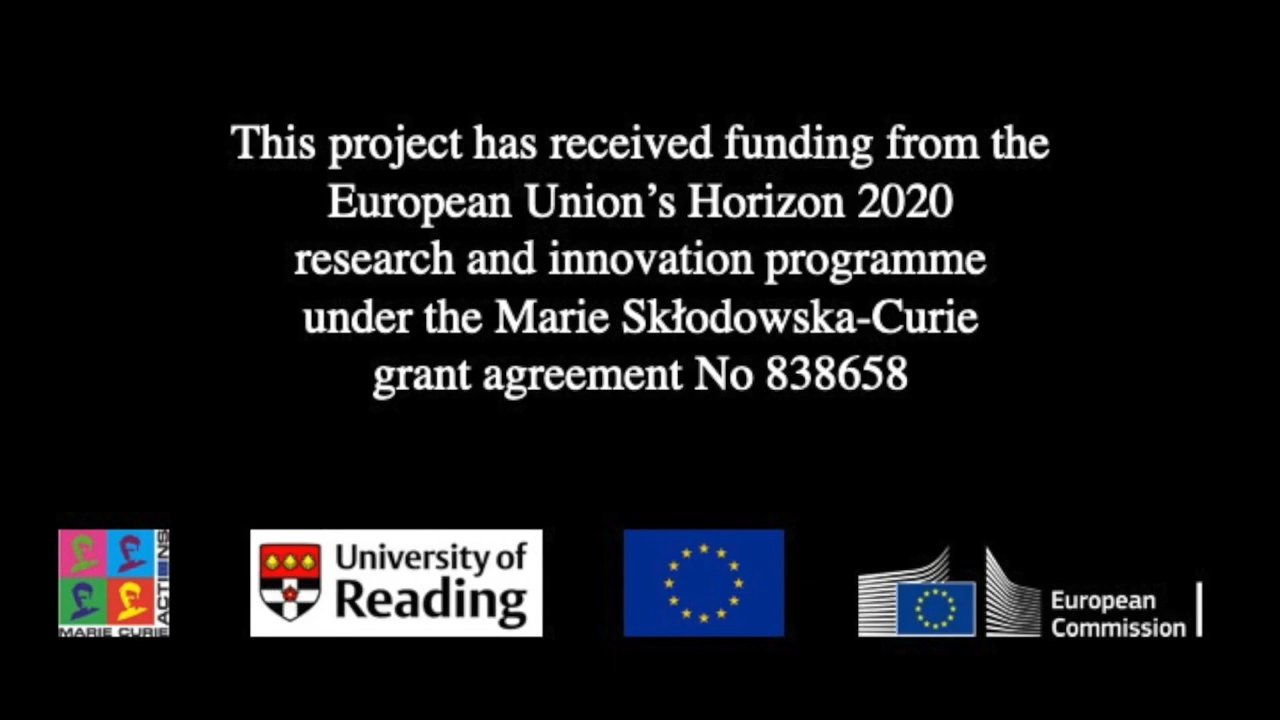 This project has received funding from the
European Union’s Horizon 2020
research and innovation programme
under the Marie Skłodowska-Curie
grant agreement No 838658
MARIE CURIE
ACTIONS
University of
Reading
European
Commission